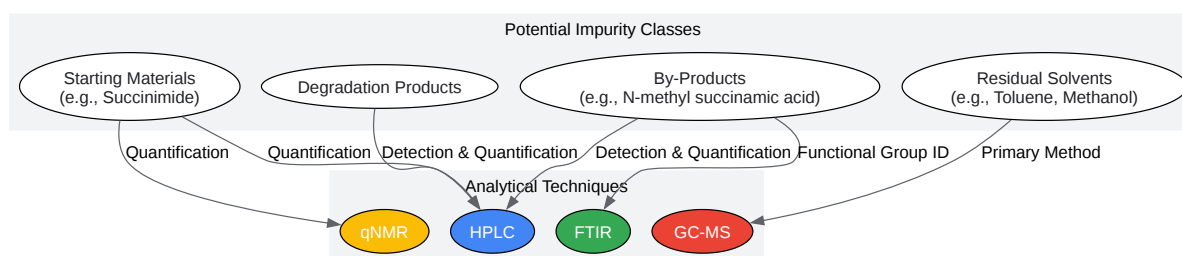 Potential Impurity Classes
Starting Materials
(e.g., Succinimide)
Degradation Products
By-Products
(e.g., N-methyl succinamic acid)
Residual Solvents
(e.g., Toluene, Methanol)
Quantification
Quantification
Detection & Quantification
Detection & Quantification
Functional Group ID
Primary Method
Analytical Techniques
qNMR
HPLC
FTIR
GC-MS